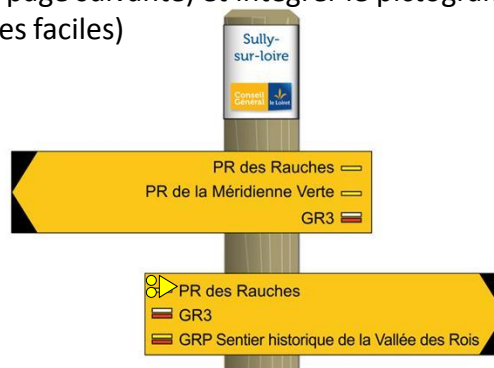 page suivante) et intégrer le pictogra
es faciles)
Sully-
sur-loire
Conseil
Général
le Loiret
PR des Rauches
PR de la Méridienne Verte
GR3
PR des Rauches
GR3
GRP Sentier historique de la Vallée des Rois